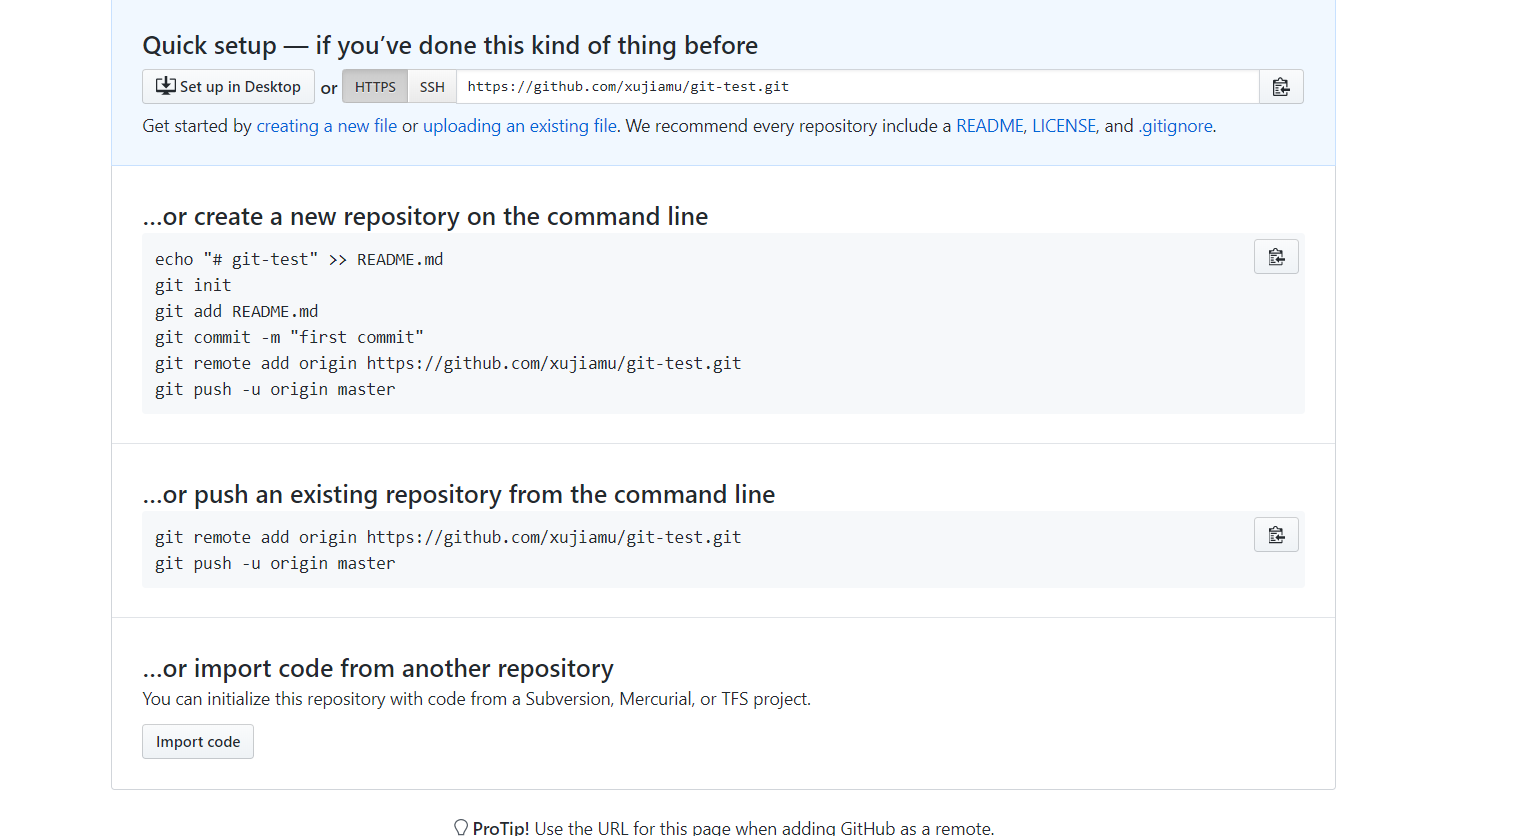 Quick setup — if you’ve done this kind of thing before
Set up in Desktop or HTTPS SSH https://github.com/xujiamu/git-test.git
Get started by creating a new file or uploading an existing file. We recommend every repository include a README, LICENSE, and .gitignore.
…or create a new repository on the command line
echo "# git-test" >> README.md
git init
git add README.md
git commit -m "first commit"
git remote add origin https://github.com/xujiamu/git-test.git
git push -u origin master
…or push an existing repository from the command line
git remote add origin https://github.com/xujiamu/git-test.git
git push -u origin master
…or import code from another repository
You can initialize this repository with code from a Subversion, Mercurial, or TFS project.
Import code
ProTip! Use the URL for this page when adding GitHub as a remote.